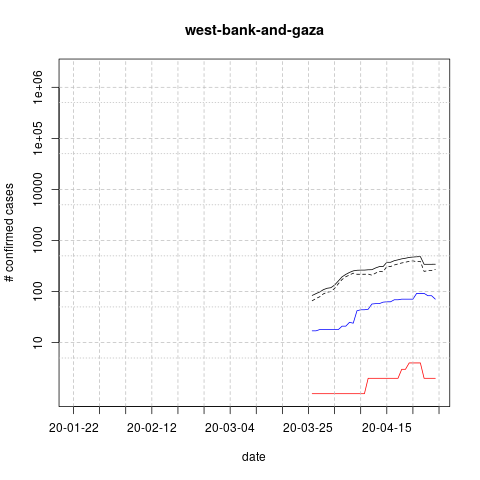 west-bank-and-gaza
# confirmed cases
1e+06
1e+05
10000
1000
100
10
20-01-22
20-02-12
20-03-04
20-03-25
20-04-15
date